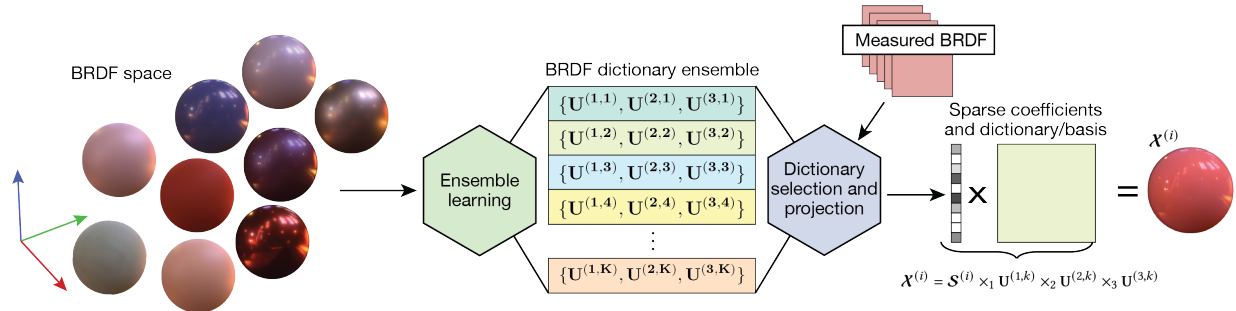 BRDF space
Ensemble
learning
BRDF dictionary ensemble
{U^(1,1), U^(2,1), U^(3,1)}
{U^(1,2), U^(2,2), U^(3,2)}
{U^(1,3), U^(2,3), U^(3,3)}
{U^(1,4), U^(2,4), U^(3,4)}
⋮
{U^(1,K), U^(2,K), U^(3,K)}
Measured BRDF
Dictionary
selection and
projection
Sparse coefficients
and dictionary/basis
X
=
𝒳^(i)
𝒳^(i) = 𝒮^(i) ×₁ U^(1,k) ×₂ U^(2,k) ×₃ U^(3,k)